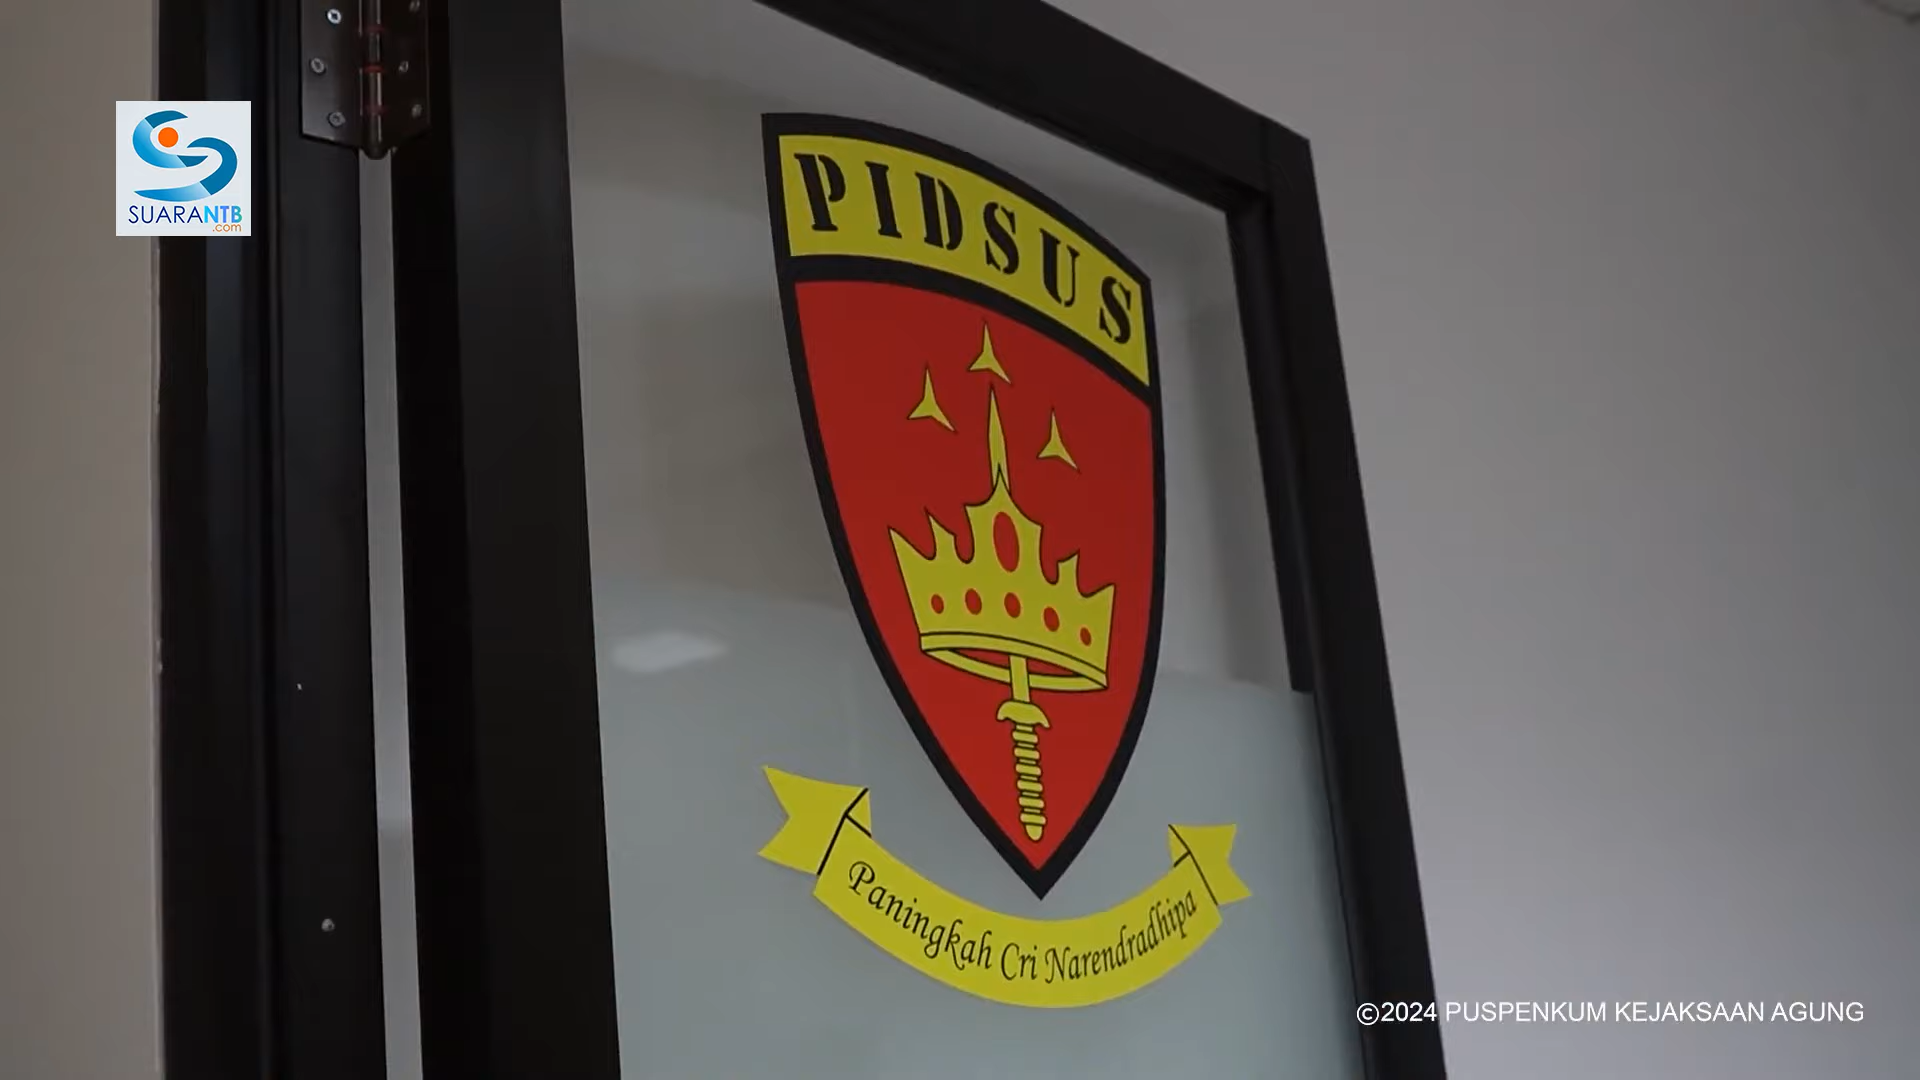 SUARANTB
.com
PIDSUS
Paningkah Cri Narendradhipa
©2024 PUSPENKUM KEJAKSAAN AGUNG